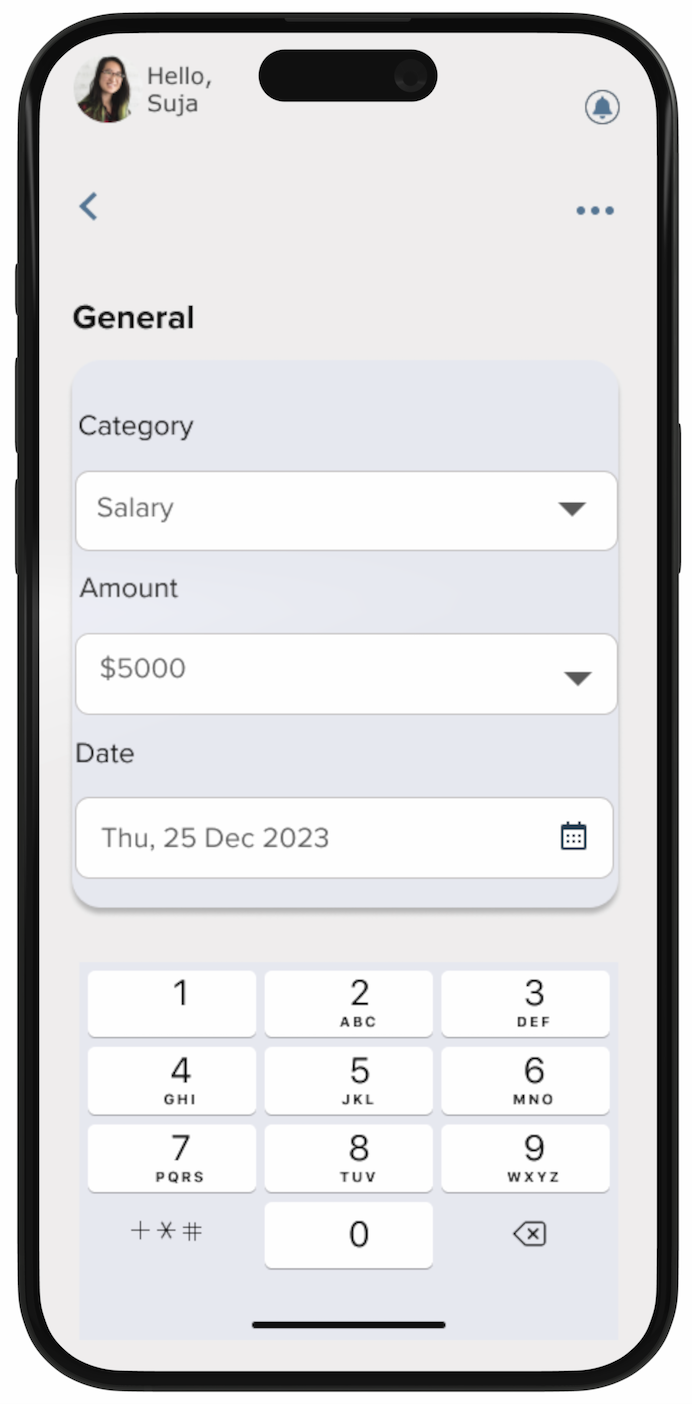 Hello,
Suja
General
Category
Salary
Amount
$5000
Date
Thu, 25 Dec 2023
1
2
ABC
3
DEF
4
GHI
5
JKL
6
MNO
7
PQRS
8
TUV
9
WXYZ
+*#
0